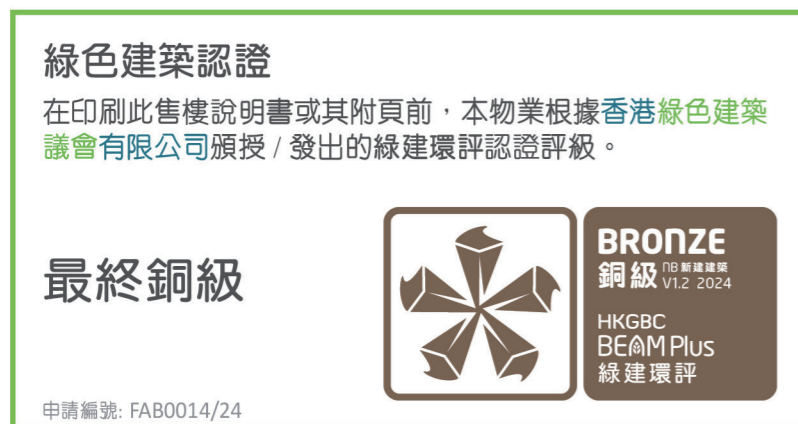 綠色建築認證
在印刷此售樓說明書或其附頁前，本物業根據香港綠色建築
議會有限公司頒授 / 發出的綠建環評認證評級。
最終銅級
BRONZE
銅級 NB 新建建築
V1.2 2024
HKGBC
BEAM Plus
綠建環評
申請編號: FAB0014/24